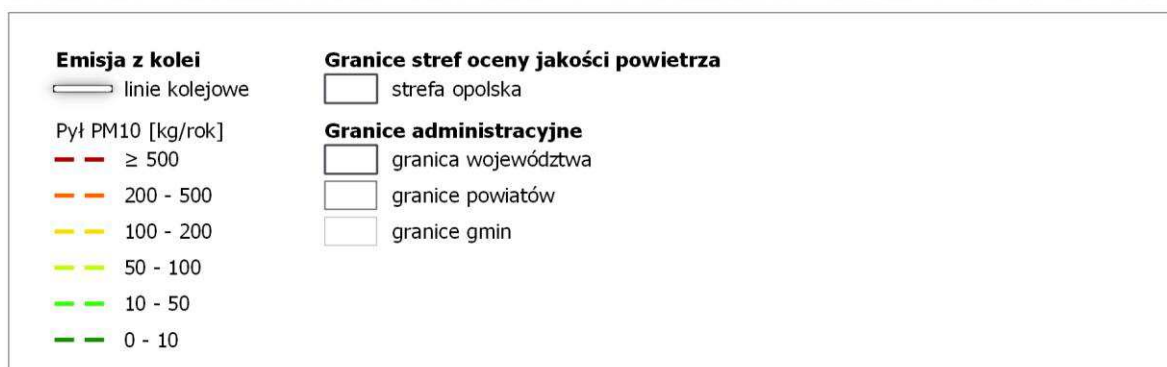 Emisja z kolei
linie kolejowe
Pył PM10 [kg/rok]
≥ 500
200 - 500
100 - 200
50 - 100
10 - 50
0 - 10
Granice stref oceny jakości powietrza
strefa opolska
Granice administracyjne
granica województwa
granice powiatów
granice gmin